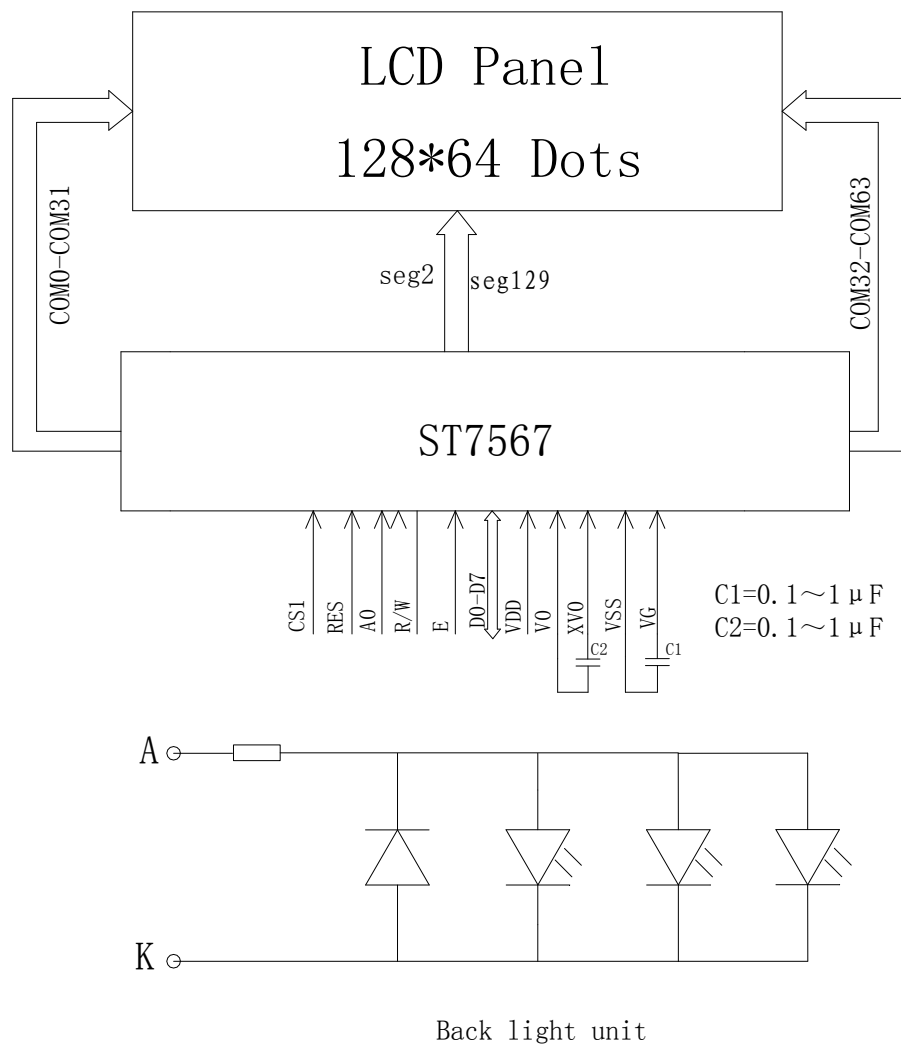 LCD Panel
128*64 Dots
COM0-COM31
COM32-COM63
seg2
seg129
ST7567
CS1
RES
A0
R/W
E
D0-D7
VDD
V0
XV0
VSS
VG
C2
C1
C1=0.1～1μF
C2=0.1～1μF
A
K
Back light unit